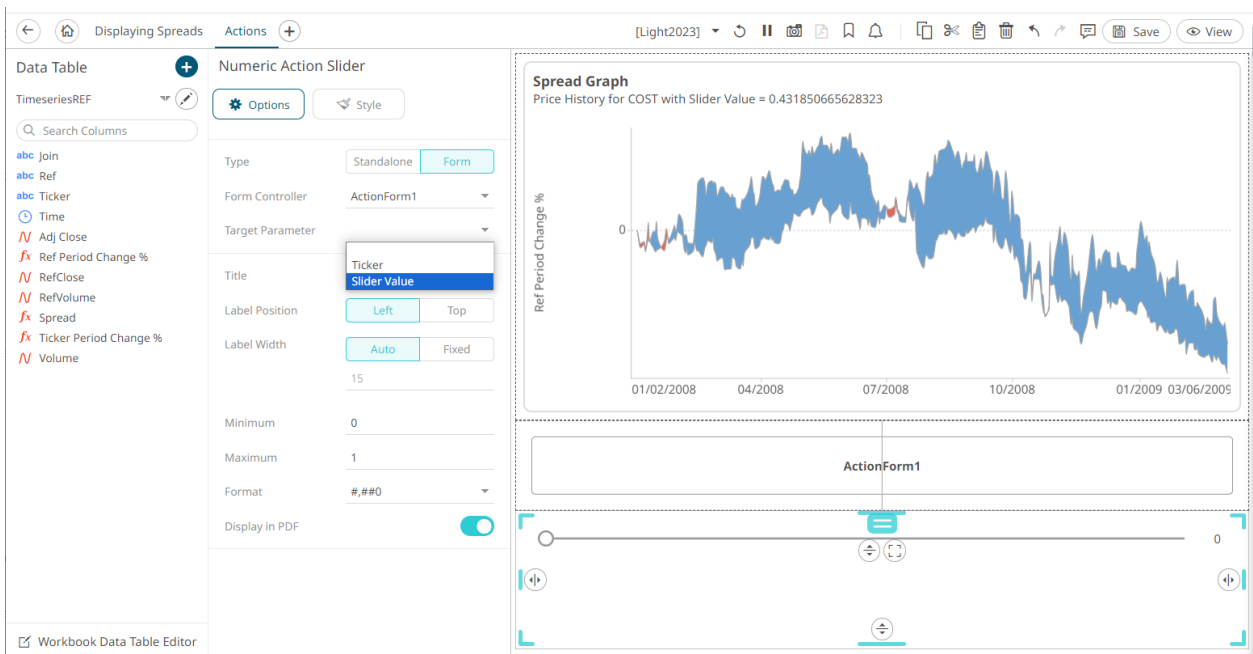 Displaying Spreads
Actions
[Light2023]
Save
View
Data Table
TimeseriesREF
Search Columns
abc Join
abc Ref
abc Ticker
Time
Adj Close
fx Ref Period Change %
RefClose
RefVolume
fx Spread
fx Ticker Period Change %
Volume
Workbook Data Table Editor
Numeric Action Slider
Options
Style
Type
Standalone
Form
Form Controller
ActionForm1
Target Parameter
Ticker
Slider Value
Title
Label Position
Left
Top
Label Width
Auto
Fixed
15
Minimum
0
Maximum
1
Format
#,##0
Display in PDF
Spread Graph
Price History for COST with Slider Value = 0.431850665628323
Ref Period Change %
0
01/02/2008 04/2008 07/2008 10/2008 01/2009 03/06/2009
ActionForm1
0